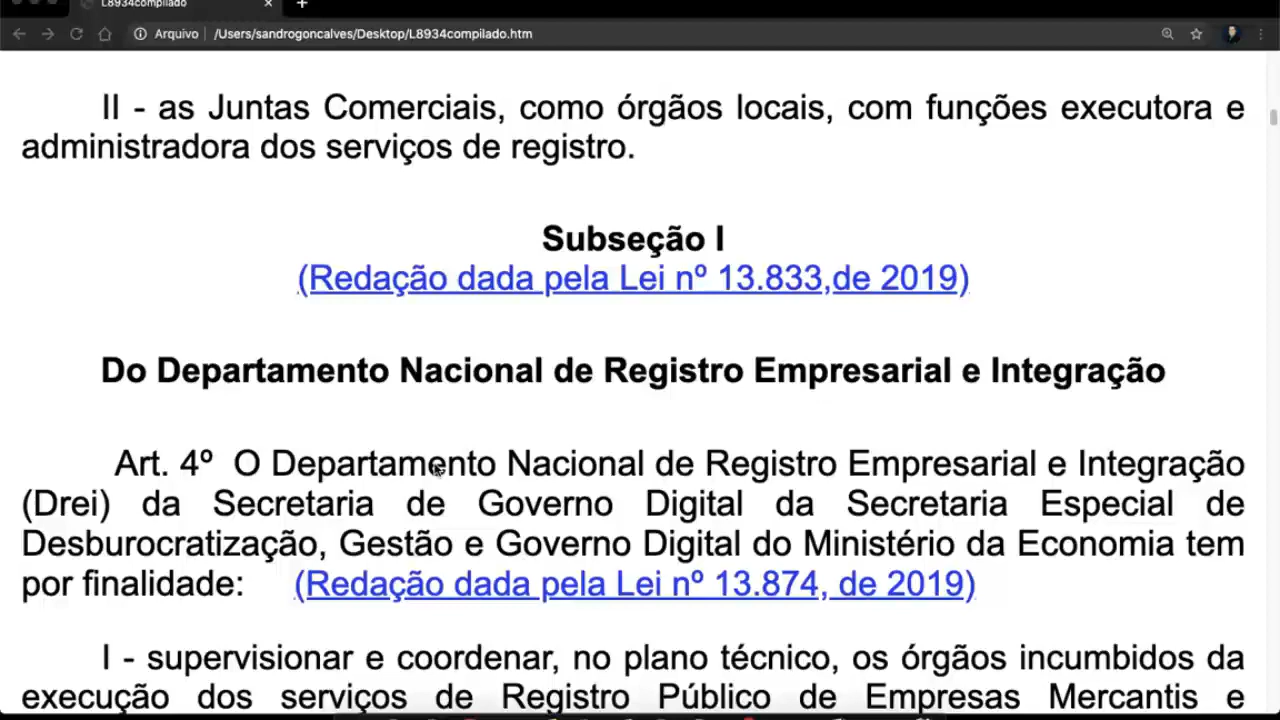 L8934compilado
Arquivo | /Users/sandrogoncalves/Desktop/L8934compilado.htm
II - as Juntas Comerciais, como órgãos locais, com funções executora e
administradora dos serviços de registro.
Subseção I
(Redação dada pela Lei nº 13.833,de 2019)
Do Departamento Nacional de Registro Empresarial e Integração
Art. 4º O Departamento Nacional de Registro Empresarial e Integração
(Drei) da Secretaria de Governo Digital da Secretaria Especial de
Desburocratização, Gestão e Governo Digital do Ministério da Economia tem
por finalidade: (Redação dada pela Lei nº 13.874, de 2019)
I - supervisionar e coordenar, no plano técnico, os órgãos incumbidos da
execução dos serviços de Registro Público de Empresas Mercantis e